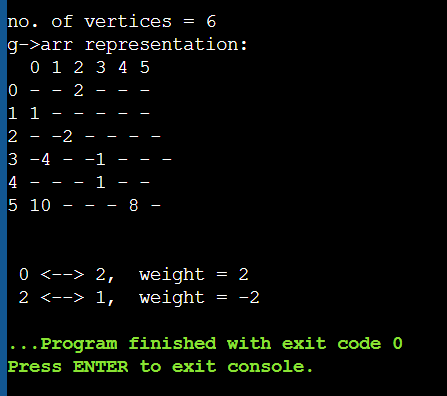 no. of vertices = 6
g->arr representation:
  0 1 2 3 4 5
0 - - 2 - - -
1 1 - - - - -
2 - -2 - - - -
3 -4 - -1 - - -
4 - - - 1 - -
5 10 - - - 8 -
0 <--> 2,  weight = 2
2 <--> 1,  weight = -2
...Program finished with exit code 0
Press ENTER to exit console.